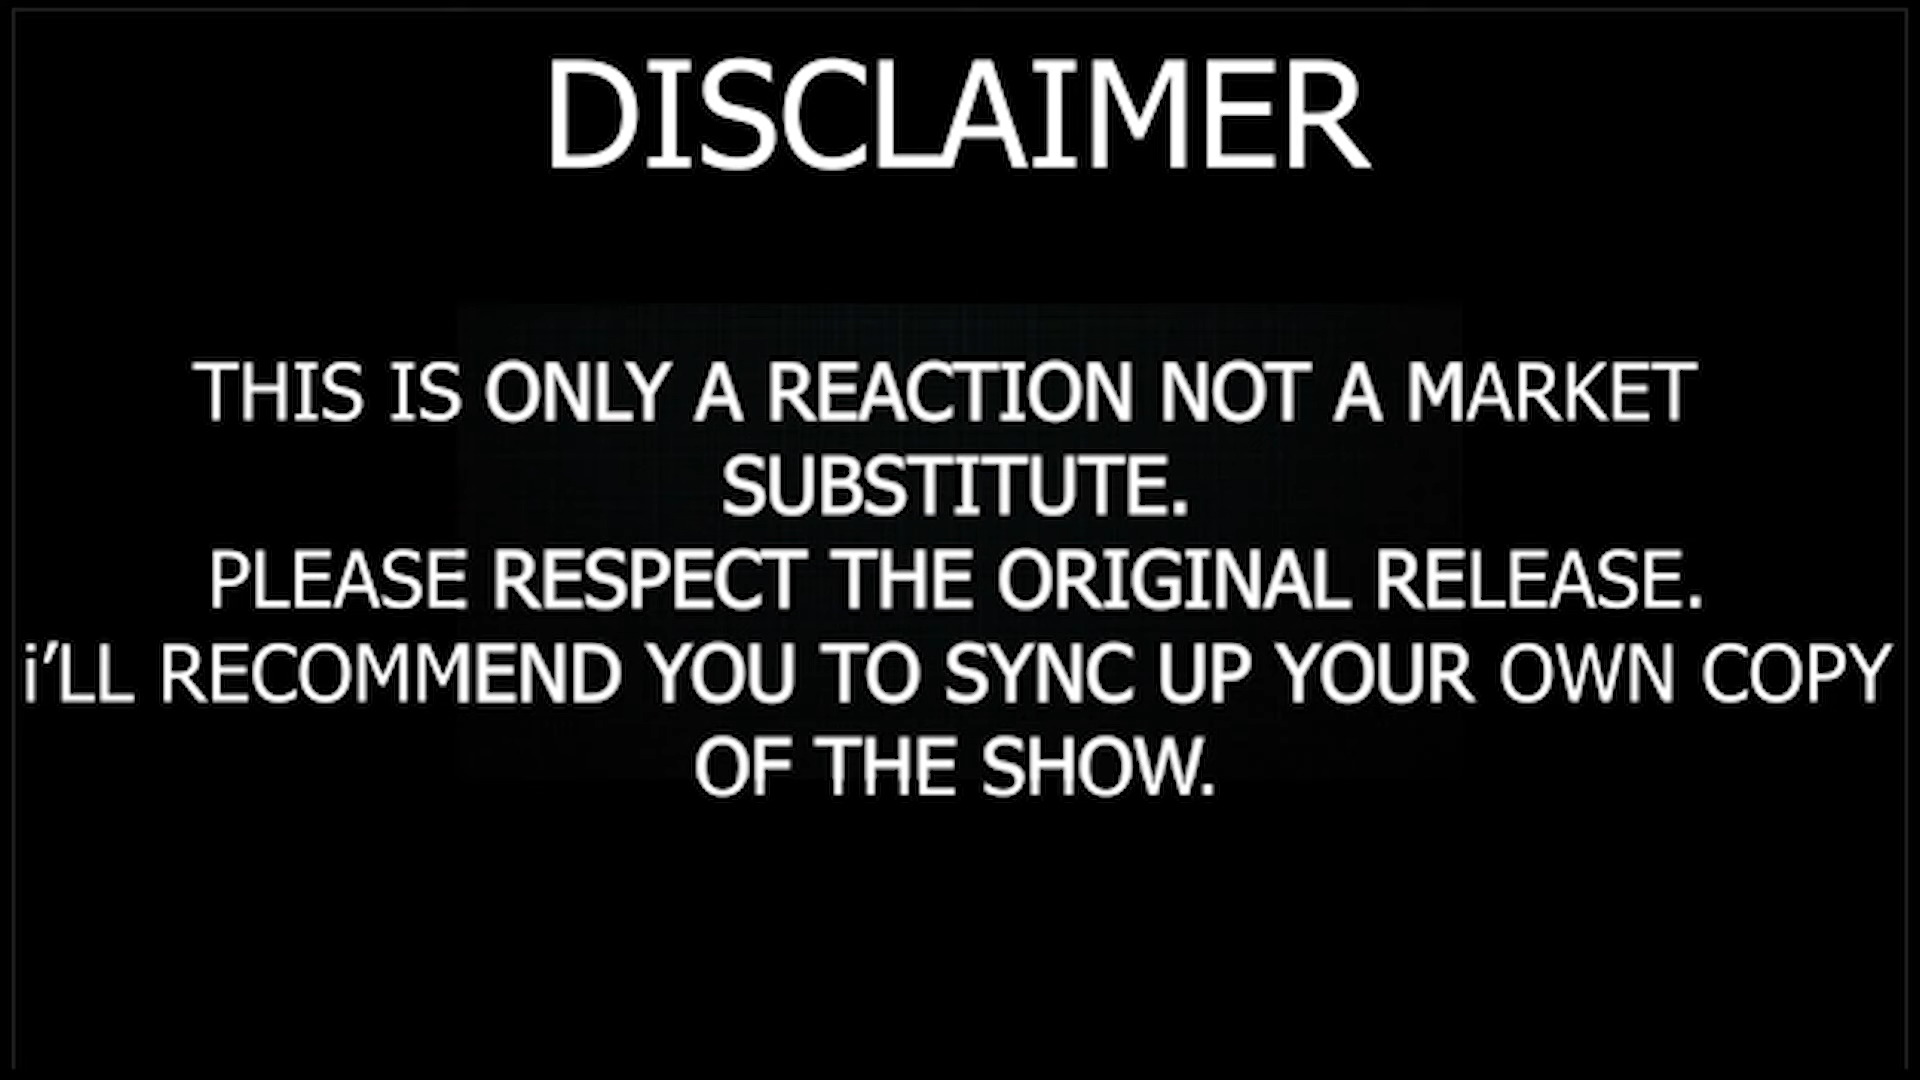 DISCLAIMER
THIS IS ONLY A REACTION NOT A MARKET
SUBSTITUTE.
PLEASE RESPECT THE ORIGINAL RELEASE.
i’LL RECOMMEND YOU TO SYNC UP YOUR OWN COPY
OF THE SHOW.